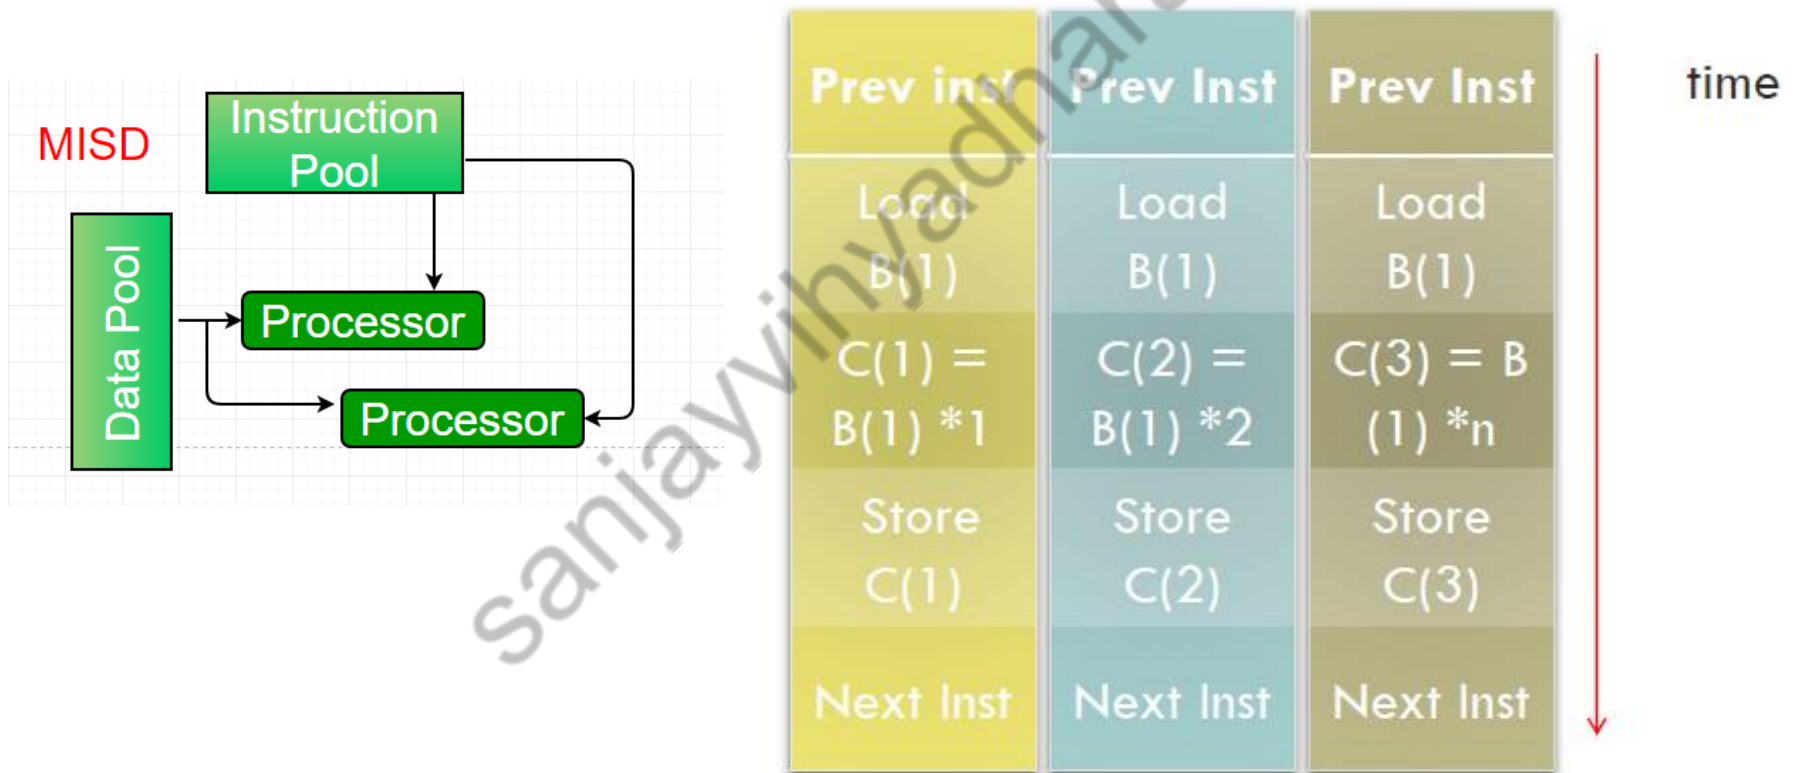 MISD
Instruction
Pool
Data Pool
Processor
Processor
Prev inst
Load
B(1)
C(1) =
B(1) *1
Store
C(1)
Next Inst
Prev Inst
Load
B(1)
C(2) =
B(1) *2
Store
C(2)
Next Inst
Prev Inst
Load
B(1)
C(3) = B
(1) *n
Store
C(3)
Next Inst
time